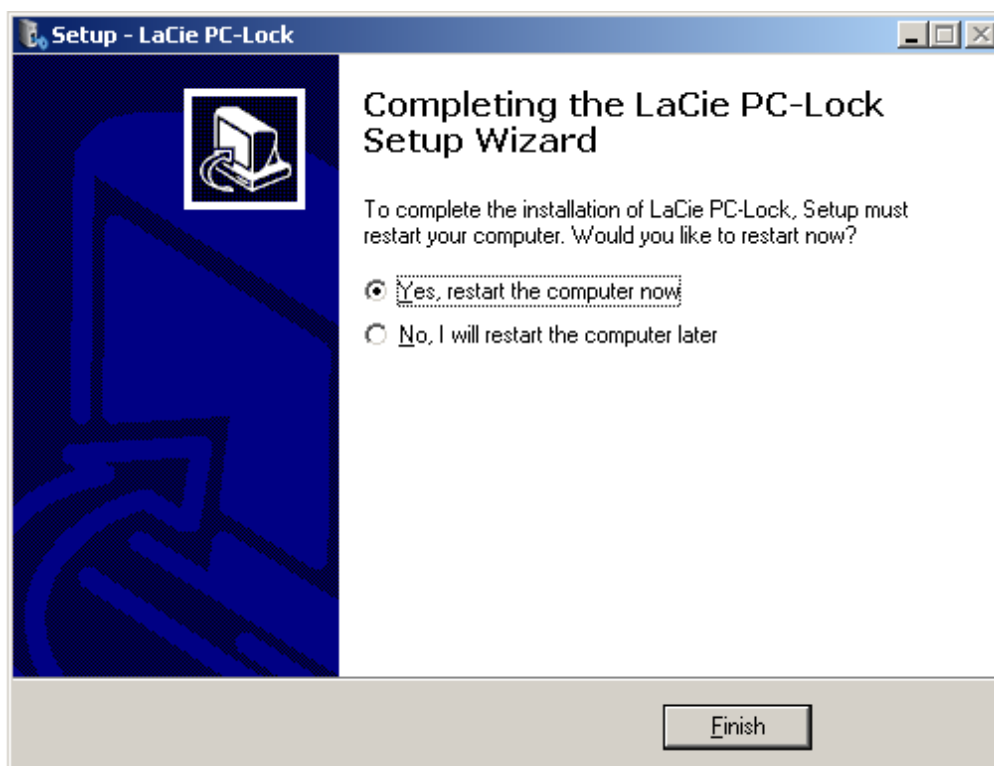 Setup - LaCie PC-Lock
Completing the LaCie PC-Lock
Setup Wizard
To complete the installation of LaCie PC-Lock, Setup must
restart your computer. Would you like to restart now?
Yes, restart the computer now
No, I will restart the computer later
Finish